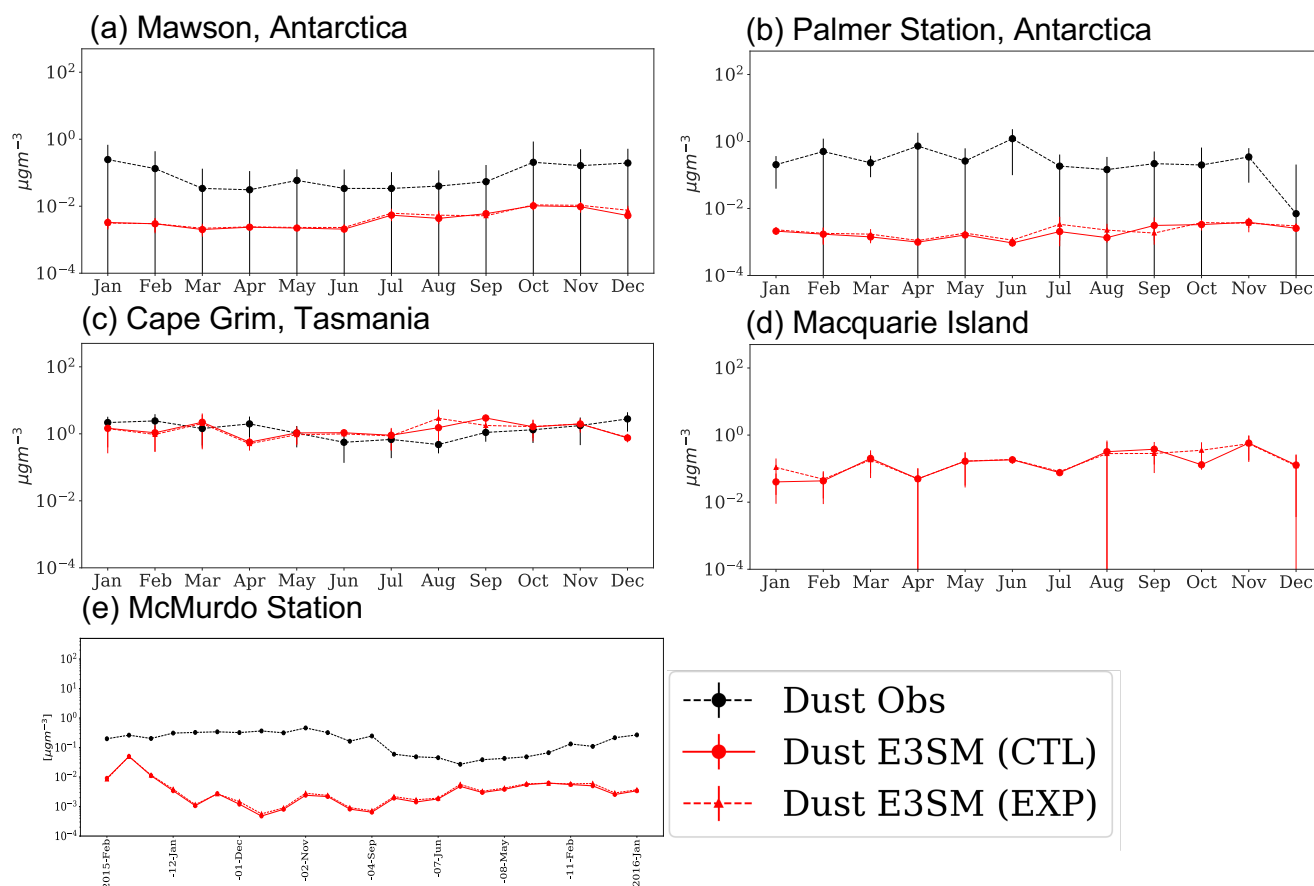 (a) Mawson, Antarctica
10²
10⁰
10⁻²
10⁻⁴
μgm⁻³
Jan Feb Mar Apr May Jun Jul Aug Sep Oct Nov Dec
(b) Palmer Station, Antarctica
10²
10⁰
10⁻²
10⁻⁴
μgm⁻³
Jan Feb Mar Apr May Jun Jul Aug Sep Oct Nov Dec
(c) Cape Grim, Tasmania
10²
10⁰
10⁻²
10⁻⁴
μgm⁻³
Jan Feb Mar Apr May Jun Jul Aug Sep Oct Nov Dec
(d) Macquarie Island
10²
10⁰
10⁻²
10⁻⁴
μgm⁻³
Jan Feb Mar Apr May Jun Jul Aug Sep Oct Nov Dec
(e) McMurdo Station
10²
10¹
10⁰
10⁻¹
10⁻²
10⁻³
10⁻⁴
[μgm⁻³]
2015-Feb
-12-Jan
-01-Dec
-02-Nov
-04-Sep
-07-Jun
-08-May
-11-Feb
2016-Jan
Dust Obs
Dust E3SM (CTL)
Dust E3SM (EXP)